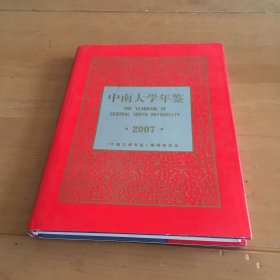 中南大学年鉴
THE YEARBOOK OF
CENTRAL SOUTH UNIVERSITY
·2007·
《中南大学年鉴》编辑委员会